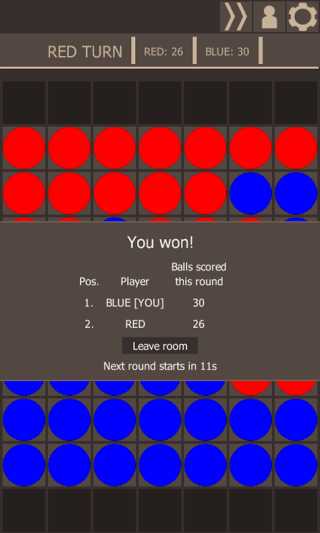 RED TURN RED: 26 BLUE: 30
You won!
Balls scored
Pos. Player this round
1. BLUE [YOU] 30
2. RED 26
Leave room
Next round starts in 11s